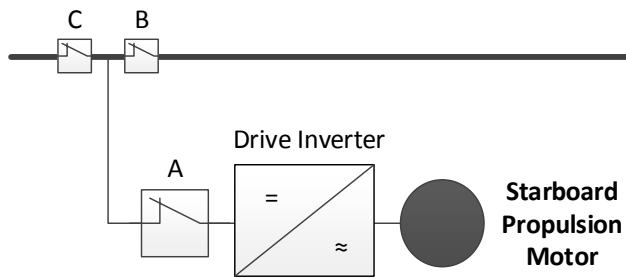 C
B
Drive Inverter
A
=
≈
Starboard
Propulsion
Motor